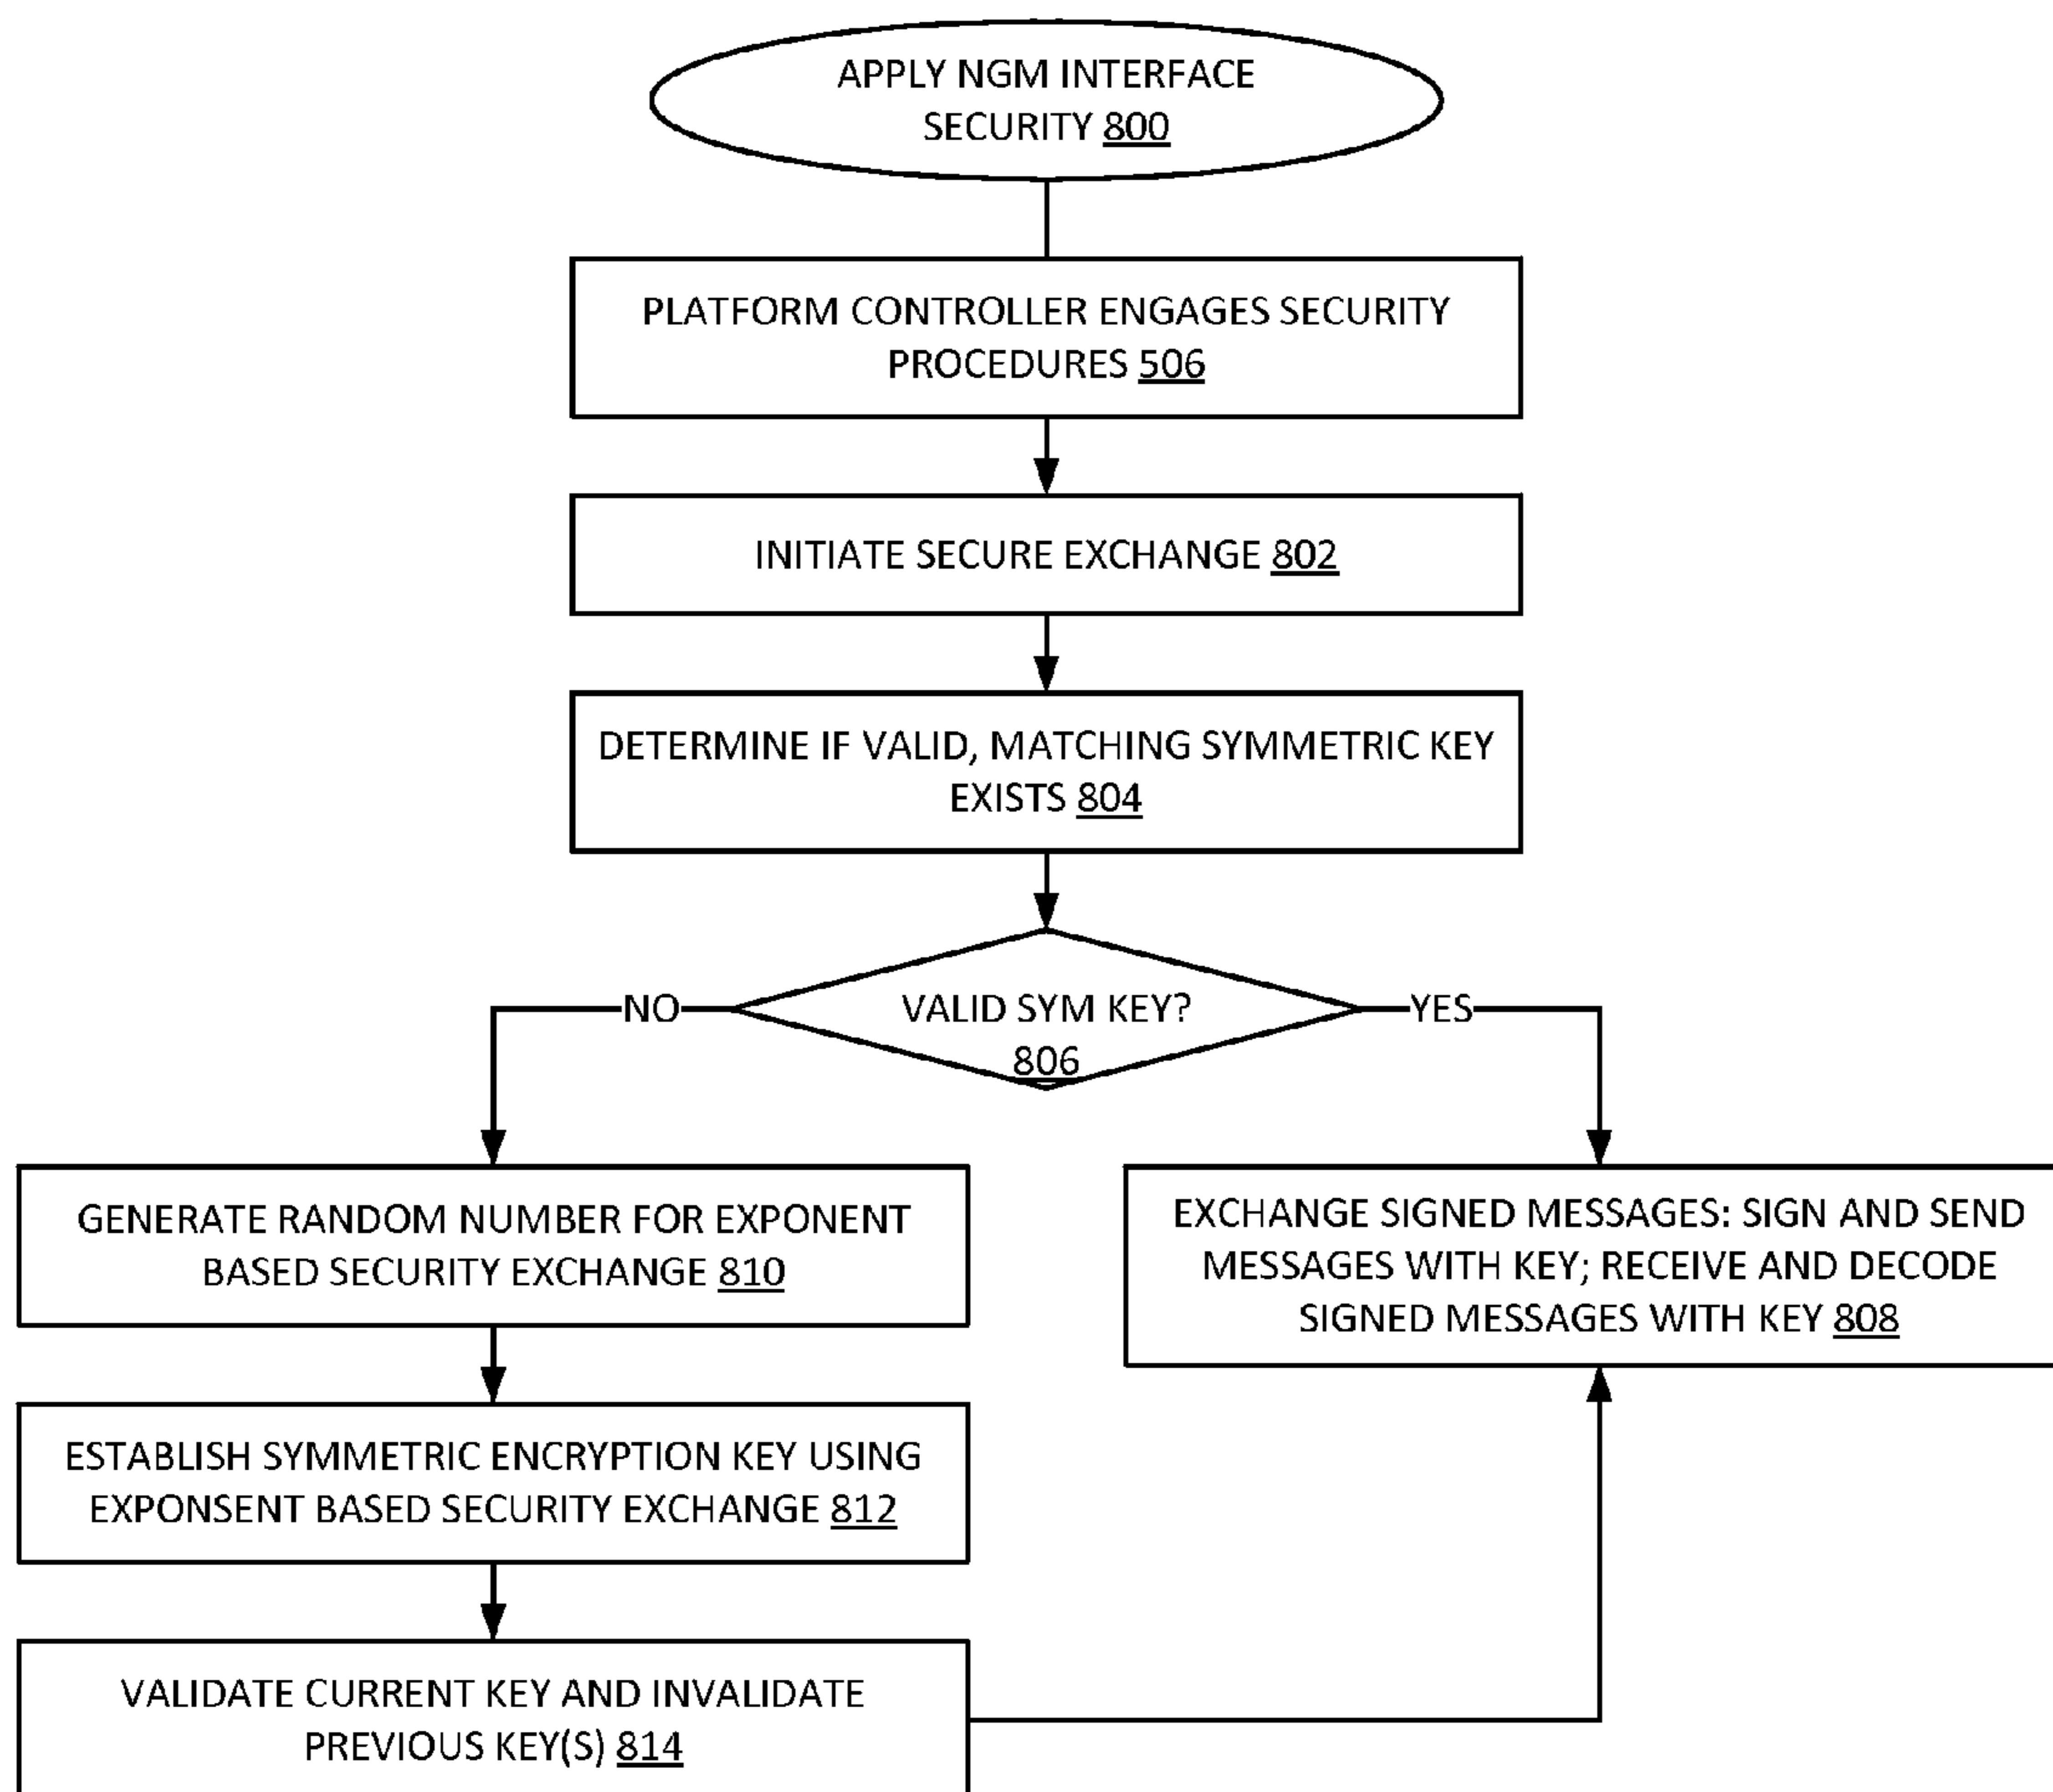 APPLY NGM INTERFACE
SECURITY 800
PLATFORM CONTROLLER ENGAGES SECURITY
PROCEDURES 506
INITIATE SECURE EXCHANGE 802
DETERMINE IF VALID, MATCHING SYMMETRIC KEY
EXISTS 804
VALID SYM KEY?
806
NO
YES
GENERATE RANDOM NUMBER FOR EXPONENT
BASED SECURITY EXCHANGE 810
EXCHANGE SIGNED MESSAGES: SIGN AND SEND
MESSAGES WITH KEY; RECEIVE AND DECODE
SIGNED MESSAGES WITH KEY 808
ESTABLISH SYMMETRIC ENCRYPTION KEY USING
EXPONSENT BASED SECURITY EXCHANGE 812
VALIDATE CURRENT KEY AND INVALIDATE
PREVIOUS KEY(S) 814